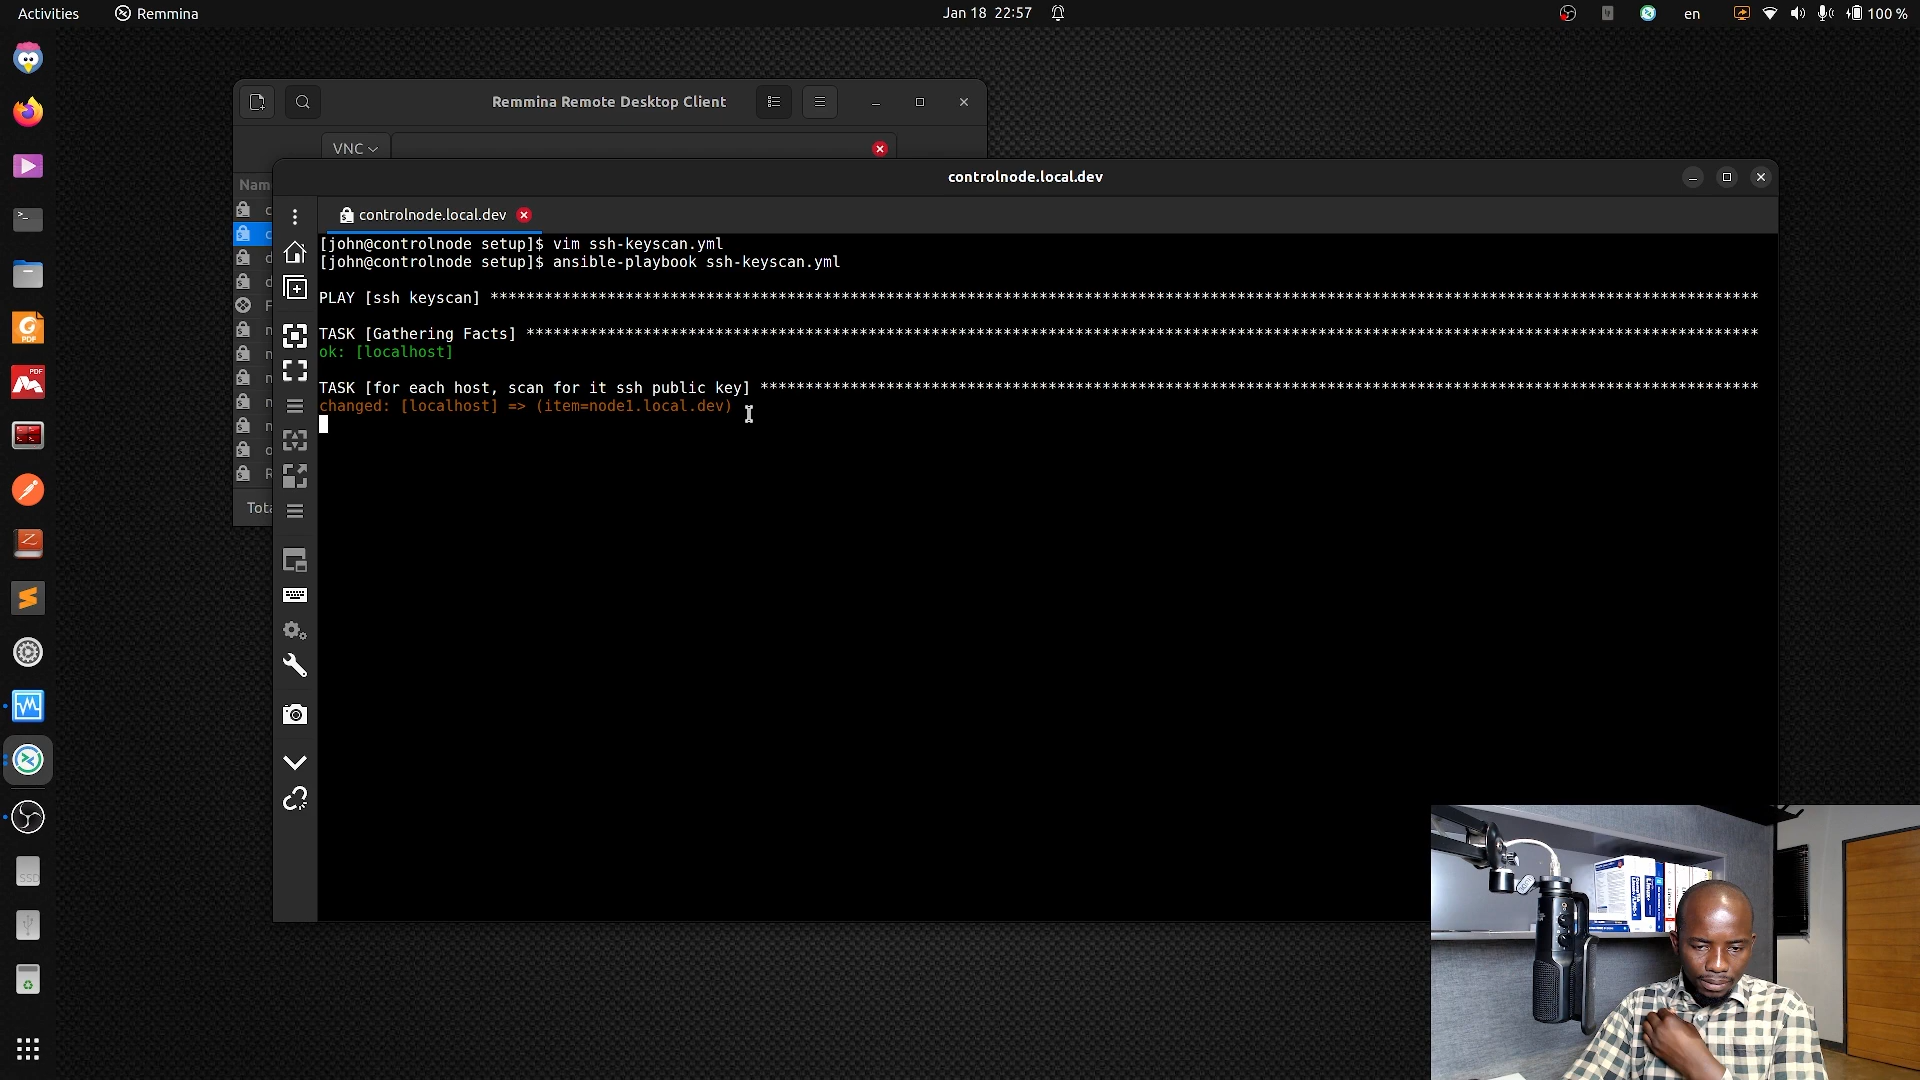 Activities
Remmina
Jan 18 22:57
en
100 %
Remmina Remote Desktop Client
VNC
controlnode.local.dev
controlnode.local.dev
[john@controlnode setup]$ vim ssh-keyscan.yml
[john@controlnode setup]$ ansible-playbook ssh-keyscan.yml
PLAY [ssh keyscan] *********************************************************************************************************************************************
TASK [Gathering Facts] *****************************************************************************************************************************************
ok: [localhost]
TASK [for each host, scan for it ssh public key] ***************************************************************************************************************
changed: [localhost] => (item=node1.local.dev)
PDF
PDF
SSD